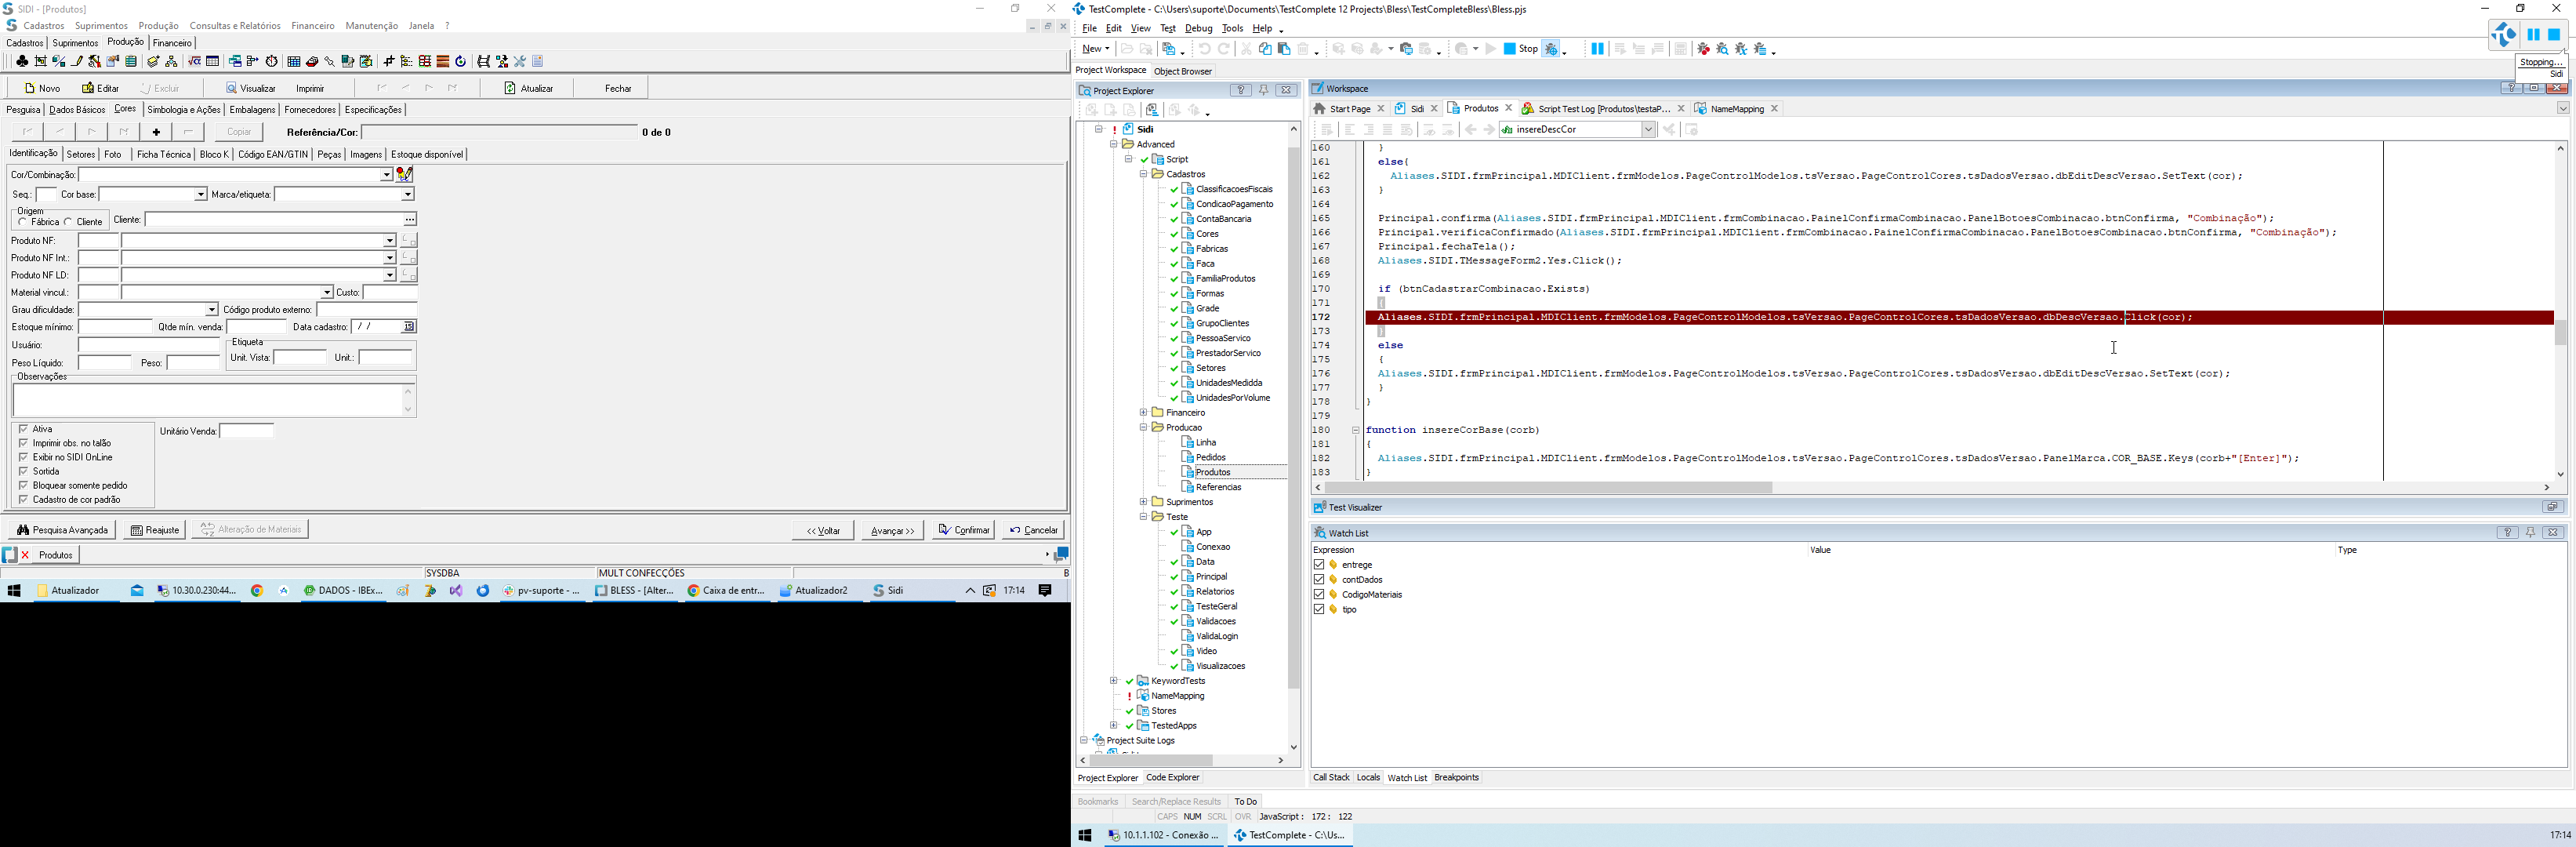 SIDI - [Produtos]
Cadastros Suprimentos Produção Consultas e Relatórios Financeiro Manutenção Janela ?
Cadastros Suprimentos Produção Financeiro
Novo Editar Excluir Visualizar Imprimir Atualizar Fechar
Pesquisa Dados Básicos Cores Simbologia e Ações Embalagens Fornecedores Especificações
Copiar Referência/Cor: 0 de 0
Identificação Setores Foto Ficha Técnica Bloco K Código EAN/GTIN Peças Imagens Estoque disponível
Cor/Combinação:
Seq.: Cor base: Marca/etiqueta:
Origem
Fábrica Cliente Cliente:
Produto NF:
Produto NF Int.:
Produto NF LD:
Material vincul.: Custo:
Grau dificuldade: Código produto externo:
Estoque mínimo: Qtde mín. venda: Data cadastro: / / 15
Usuário: Etiqueta
Peso Líquido: Peso: Unit. Vista: Unit.:
Observações
Ativa Unitário Venda:
Imprimir obs. no talão
Exibir no SIDI OnLine
Sortida
Bloquear somente pedido
Cadastro de cor padrão
Pesquisa Avançada Reajuste Alteração de Materiais << Voltar Avançar >> Confirmar Cancelar
Produtos
SYSDBA MULT CONFECÇÕES B
Atualizador 10.30.0.230:44... DADOS - IBEx... pv-suporte - ... BLESS - [Alter... Caixa de entr... Atualizador2 Sidi 17:14
TestComplete - C:\Users\suporte\Documents\TestComplete 12 Projects\Bless\TestCompleteBless\Bless.pjs
File Edit View Test Debug Tools Help
New Stop
Stopping...
Sidi
Project Workspace Object Browser
Project Explorer
Sidi
Advanced
Script
Cadastros
ClassificacoesFiscais
CondicaoPagamento
ContaBancaria
Cores
Fabricas
Faca
FamiliaProdutos
Formas
Grade
GrupoClientes
PessoaServico
PrestadorServico
Setores
UnidadesMedidda
UnidadesPorVolume
Financeiro
Producao
Linha
Pedidos
Produtos
Referencias
Suprimentos
Teste
App
Conexao
Data
Principal
Relatorios
TesteGeral
Validacoes
ValidaLogin
Video
Visualizacoes
KeywordTests
NameMapping
Stores
TestedApps
Project Suite Logs
Project Explorer Code Explorer
Workspace
Start Page Sidi Produtos Script Test Log [Produtos\testaP... NameMapping
insereDescCor
160 }
161 else{
162 Aliases.SIDI.frmPrincipal.MDIClient.frmModelos.PageControlModelos.tsVersao.PageControlCores.tsDadosVersao.dbEditDescVersao.SetText(cor);
163 }
164
165 Principal.confirma(Aliases.SIDI.frmPrincipal.MDIClient.frmCombinacao.PainelConfirmaCombinacao.PanelBotoesCombinacao.btnConfirma, "Combinação");
166 Principal.verificaConfirmado(Aliases.SIDI.frmPrincipal.MDIClient.frmCombinacao.PainelConfirmaCombinacao.PanelBotoesCombinacao.btnConfirma, "Combinação");
167 Principal.fechaTela();
168 Aliases.SIDI.TMessageForm2.Yes.Click();
169
170 if (btnCadastrarCombinacao.Exists)
171 {
172 Aliases.SIDI.frmPrincipal.MDIClient.frmModelos.PageControlModelos.tsVersao.PageControlCores.tsDadosVersao.dbDescVersao.Click(cor);
173 }
174 else
175 {
176 Aliases.SIDI.frmPrincipal.MDIClient.frmModelos.PageControlModelos.tsVersao.PageControlCores.tsDadosVersao.dbEditDescVersao.SetText(cor);
177 }
178 }
179
180 function insereCorBase(corb)
181 {
182 Aliases.SIDI.frmPrincipal.MDIClient.frmModelos.PageControlModelos.tsVersao.PageControlCores.tsDadosVersao.PanelMarca.COR_BASE.Keys(corb+"[Enter]");
183 }
Test Visualizer
Watch List
Expression Value Type
entrege
contDados
CodigoMateriais
tipo
Call Stack Locals Watch List Breakpoints
Bookmarks Search/Replace Results To Do
CAPS NUM SCRL OVR JavaScript : 172 : 122
10.1.1.102 - Conexão ... TestComplete - C:\Us... 17:14